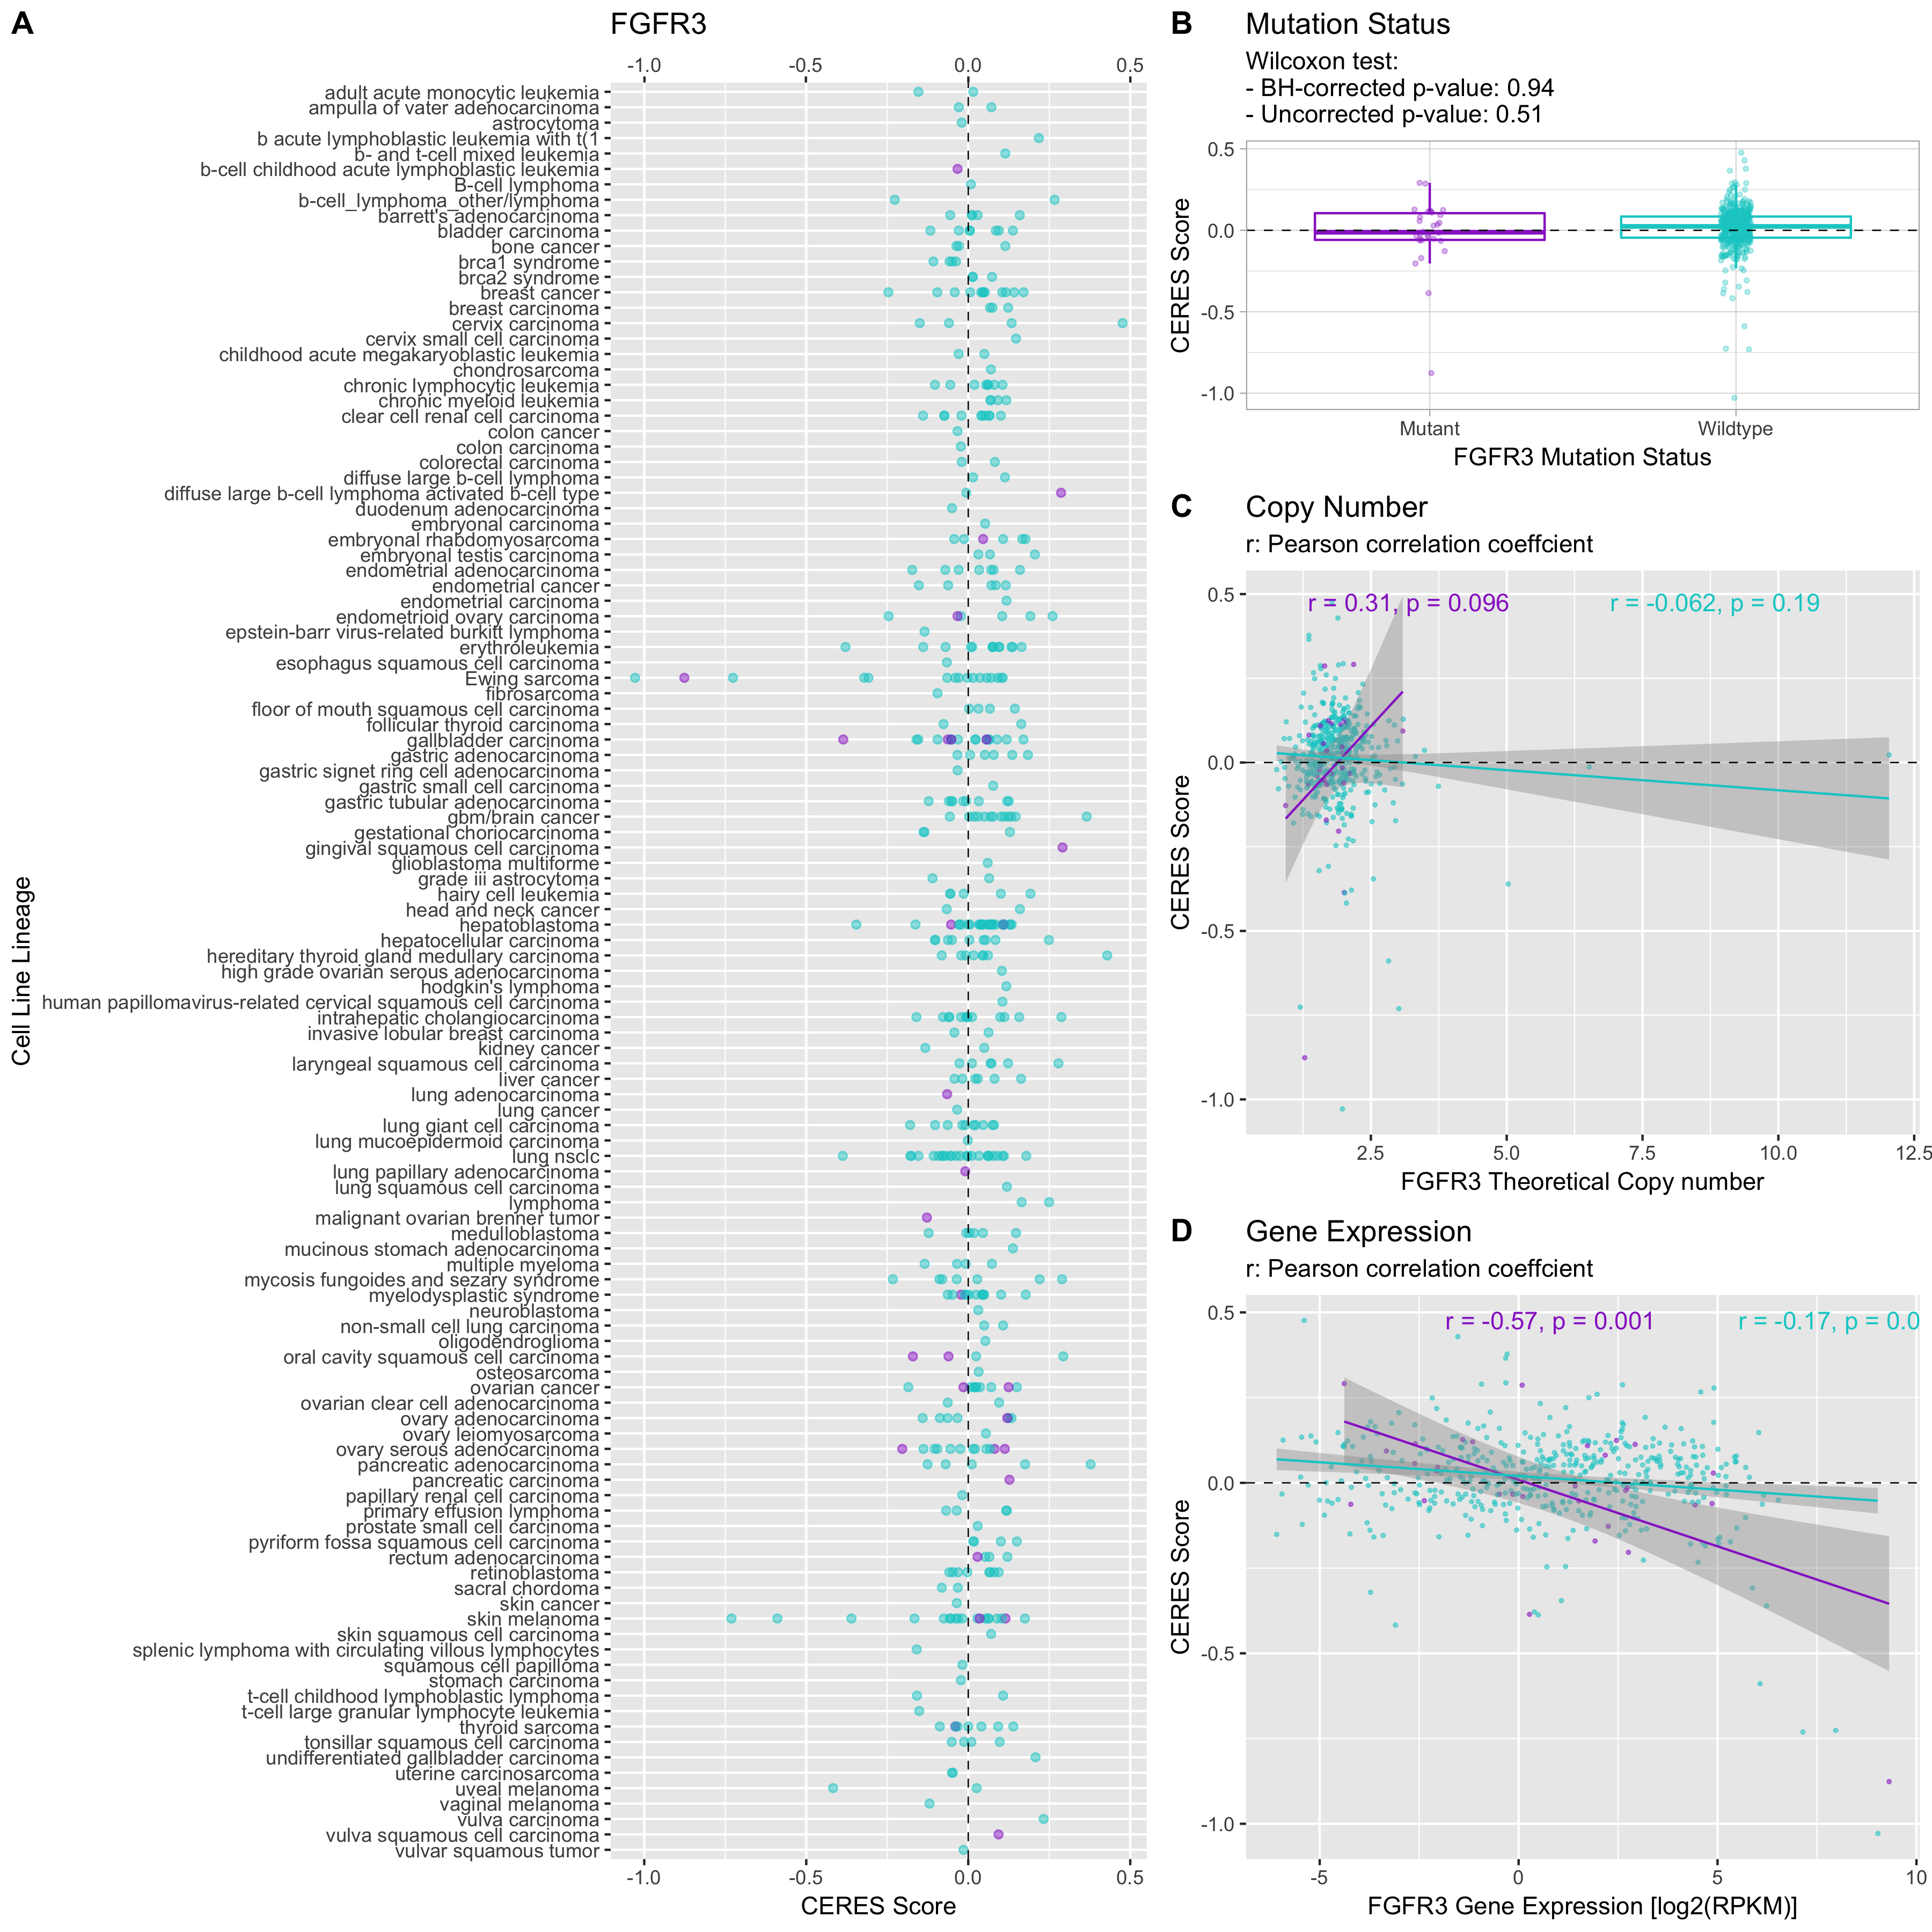 A
FGFR3
-1.0 -0.5 0.0 0.5
Cell Line Lineage
adult acute monocytic leukemia
ampulla of vater adenocarcinoma
astrocytoma
b acute lymphoblastic leukemia with t(1
b- and t-cell mixed leukemia
b-cell childhood acute lymphoblastic leukemia
B-cell lymphoma
b-cell_lymphoma_other/lymphoma
barrett's adenocarcinoma
bladder carcinoma
bone cancer
brca1 syndrome
brca2 syndrome
breast cancer
breast carcinoma
cervix carcinoma
cervix small cell carcinoma
childhood acute megakaryoblastic leukemia
chondrosarcoma
chronic lymphocytic leukemia
chronic myeloid leukemia
clear cell renal cell carcinoma
colon cancer
colon carcinoma
colorectal carcinoma
diffuse large b-cell lymphoma
diffuse large b-cell lymphoma activated b-cell type
duodenum adenocarcinoma
embryonal carcinoma
embryonal rhabdomyosarcoma
embryonal testis carcinoma
endometrial adenocarcinoma
endometrial cancer
endometrial carcinoma
endometrioid ovary carcinoma
epstein-barr virus-related burkitt lymphoma
erythroleukemia
esophagus squamous cell carcinoma
Ewing sarcoma
fibrosarcoma
floor of mouth squamous cell carcinoma
follicular thyroid carcinoma
gallbladder carcinoma
gastric adenocarcinoma
gastric signet ring cell adenocarcinoma
gastric small cell carcinoma
gastric tubular adenocarcinoma
gbm/brain cancer
gestational choriocarcinoma
gingival squamous cell carcinoma
glioblastoma multiforme
grade iii astrocytoma
hairy cell leukemia
head and neck cancer
hepatoblastoma
hepatocellular carcinoma
hereditary thyroid gland medullary carcinoma
high grade ovarian serous adenocarcinoma
hodgkin's lymphoma
human papillomavirus-related cervical squamous cell carcinoma
intrahepatic cholangiocarcinoma
invasive lobular breast carcinoma
kidney cancer
laryngeal squamous cell carcinoma
liver cancer
lung adenocarcinoma
lung cancer
lung giant cell carcinoma
lung mucoepidermoid carcinoma
lung nsclc
lung papillary adenocarcinoma
lung squamous cell carcinoma
lymphoma
malignant ovarian brenner tumor
medulloblastoma
mucinous stomach adenocarcinoma
multiple myeloma
mycosis fungoides and sezary syndrome
myelodysplastic syndrome
neuroblastoma
non-small cell lung carcinoma
oligodendroglioma
oral cavity squamous cell carcinoma
osteosarcoma
ovarian cancer
ovarian clear cell adenocarcinoma
ovary adenocarcinoma
ovary leiomyosarcoma
ovary serous adenocarcinoma
pancreatic adenocarcinoma
pancreatic carcinoma
papillary renal cell carcinoma
primary effusion lymphoma
prostate small cell carcinoma
pyriform fossa squamous cell carcinoma
rectum adenocarcinoma
retinoblastoma
sacral chordoma
skin cancer
skin melanoma
skin squamous cell carcinoma
splenic lymphoma with circulating villous lymphocytes
squamous cell papilloma
stomach carcinoma
t-cell childhood lymphoblastic lymphoma
t-cell large granular lymphocyte leukemia
thyroid sarcoma
tonsillar squamous cell carcinoma
undifferentiated gallbladder carcinoma
uterine carcinosarcoma
uveal melanoma
vaginal melanoma
vulva carcinoma
vulva squamous cell carcinoma
vulvar squamous tumor
-1.0 -0.5 0.0 0.5
CERES Score
B
Mutation Status
Wilcoxon test:
- BH-corrected p-value: 0.94
- Uncorrected p-value: 0.51
CERES Score
0.5
0.0
-0.5
-1.0
Mutant Wildtype
FGFR3 Mutation Status
C
Copy Number
r: Pearson correlation coeffcient
r = 0.31, p = 0.096 r = -0.062, p = 0.19
CERES Score
0.5
0.0
-0.5
-1.0
2.5 5.0 7.5 10.0 12.5
FGFR3 Theoretical Copy number
D
Gene Expression
r: Pearson correlation coeffcient
r = -0.57, p = 0.001 r = -0.17, p = 0.0
CERES Score
0.5
0.0
-0.5
-1.0
-5 0 5 10
FGFR3 Gene Expression [log2(RPKM)]